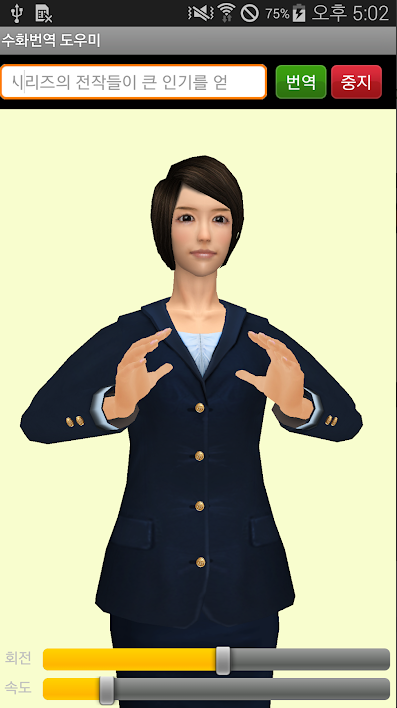 75% 오후 5:02
수화번역 도우미
시리즈의 전작들이 큰 인기를 얻 번역 중지
회전
속도